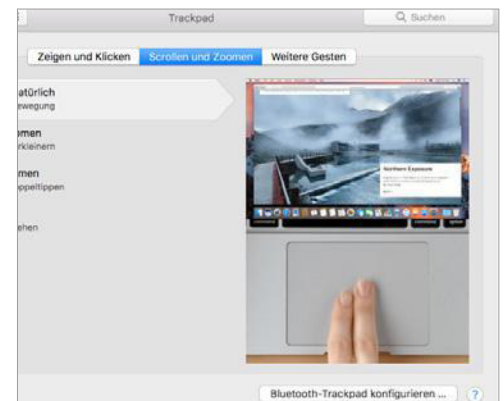 Trackpad
Suchen
Zeigen und Klicken
Scrollen und Zoomen
Weitere Gesten
atürlich
ewegung
omen
rkleinern
men
oppeltippen
ehen
Northern Exposure
Bluetooth-Trackpad konfigurieren ...
?